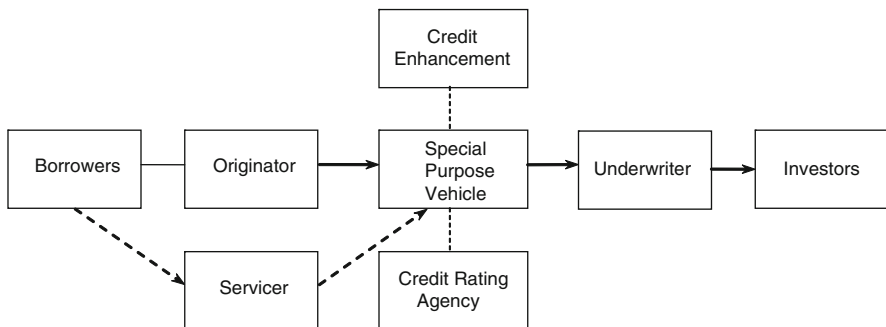 Credit
Enhancement
Borrowers
Originator
Special
Purpose
Vehicle
Underwriter
Investors
Servicer
Credit Rating
Agency